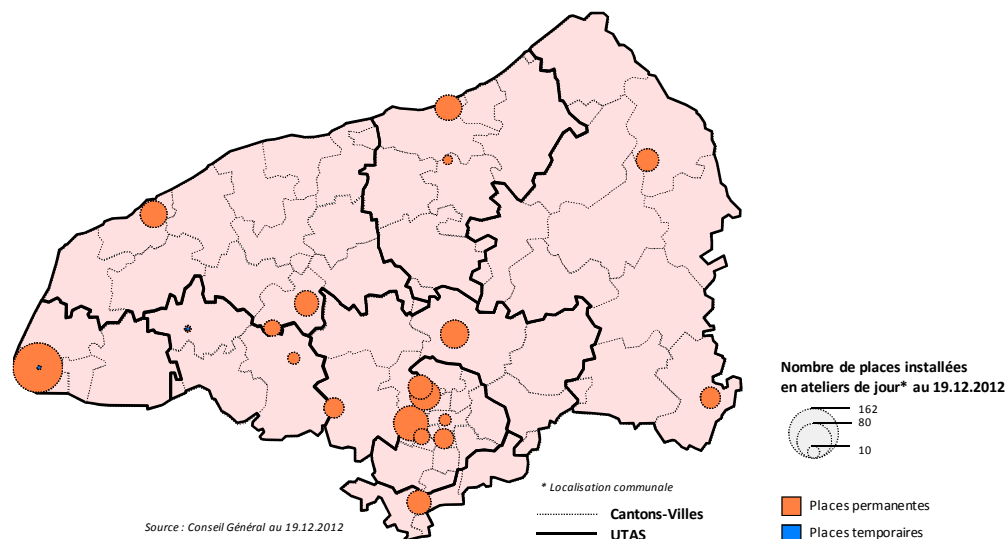 Nombre de places installées
en ateliers de jour* au 19.12.2012
162
80
10
* Localisation communale
Cantons-Villes
UTAS
Places permanentes
Places temporaires
Source : Conseil Général au 19.12.2012